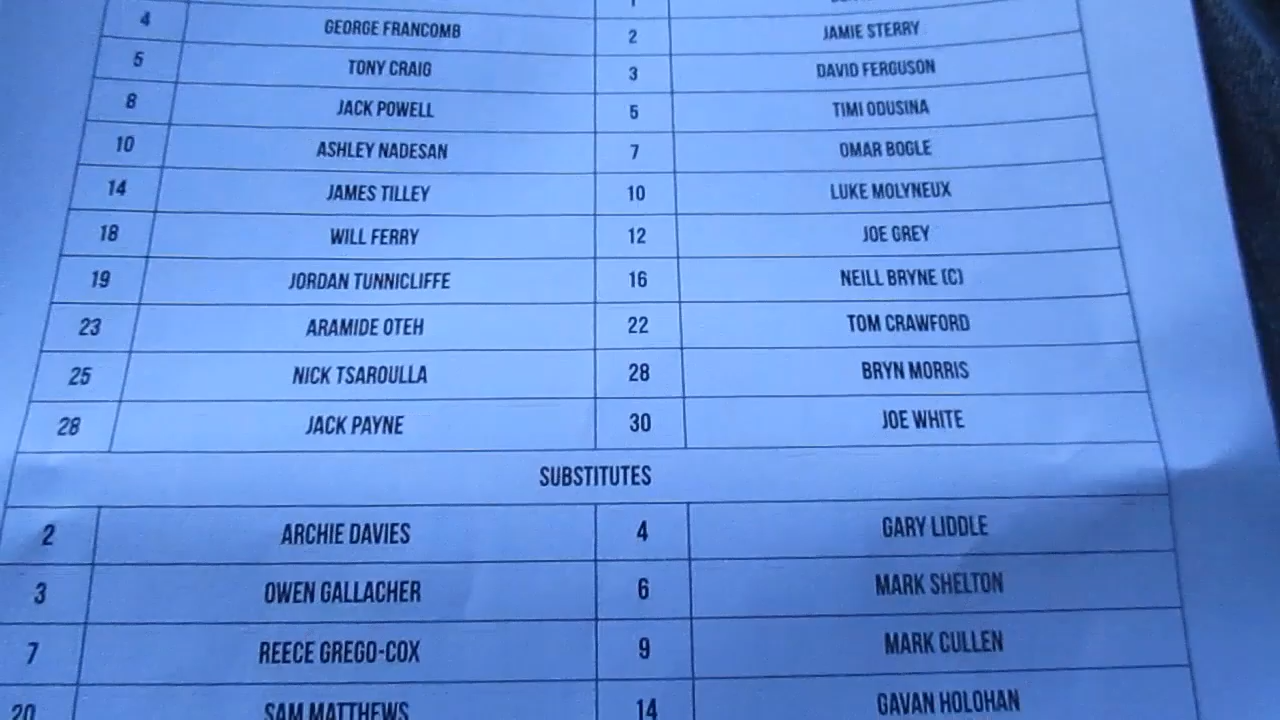 1
4 GEORGE FRANCOMB 2 JAMIE STERRY
5 TONY CRAIG 3 DAVID FERGUSON
8 JACK POWELL 5 TIMI ODUSINA
10 ASHLEY NADESAN 7 OMAR BOGLE
14 JAMES TILLEY 10 LUKE MOLYNEUX
18 WILL FERRY 12 JOE GREY
19 JORDAN TUNNICLIFFE 16 NEILL BRYNE (C)
23 ARAMIDE OTEH 22 TOM CRAWFORD
25 NICK TSAROULLA 28 BRYN MORRIS
28 JACK PAYNE 30 JOE WHITE
SUBSTITUTES
2 ARCHIE DAVIES 4 GARY LIDDLE
3 OWEN GALLACHER 6 MARK SHELTON
7 REECE GREGO-COX 9 MARK CULLEN
20 SAM MATTHEWS 14 GAVAN HOLOHAN